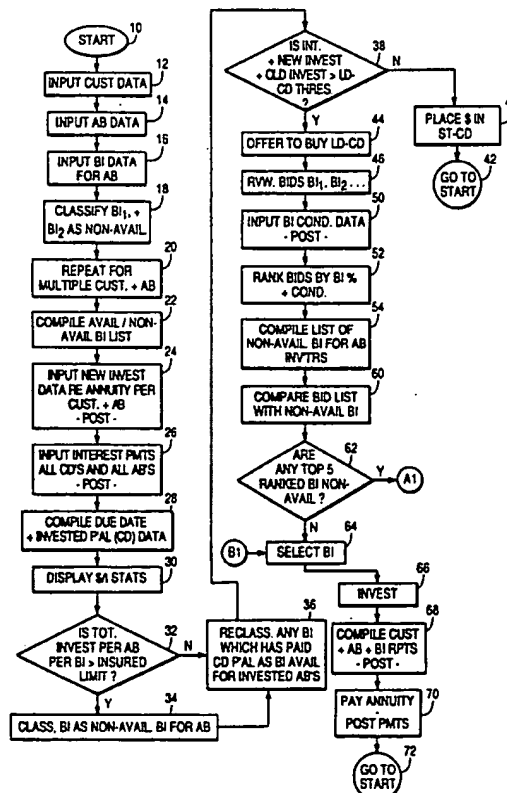 START
10
12
INPUT CUST DATA
14
INPUT AB DATA
16
INPUT BI DATA
FOR AB
18
CLASSIFY BI1, +
BI2 AS NON-AVAIL.
20
REPEAT FOR
MULTIPLE CUST. + AB
22
COMPILE AVAIL / NON-
AVAIL BI LIST
24
INPUT NEW INVEST
DATA RE ANNUITY PER
CUST. + AB
- POST -
26
INPUT INTEREST PMTS
ALL CD'S AND ALL AB'S
- POST -
28
COMPILE DUE DATE
+ INVESTED P'AL (CD) DATA
30
DISPLAY $/I STATS
IS TOT.
INVEST PER AB
PER BI > INSURED
LIMIT ?
32
N
Y
34
CLASS, BI AS NON-AVAIL. BI FOR AB
36
RECLASS. ANY BI
WHICH HAS PAID
CD P'AL AS BI AVAIL
FOR INVESTED AB'S
IS INT.
+ NEW INVEST
+ OLD INVEST > LD-
CD THRES.
?
38
N
Y
4
PLACE $ IN
ST-CD
42
GO TO
START
44
OFFER TO BUY LD-CD
46
RVW. BIDS BI1, BI2 ...
50
INPUT BI COND. DATA
- POST -
52
RANK BIDS BY BI %
+ COND.
54
COMPILE LIST OF
NON-AVAIL. BI FOR AB
INV'TRS
60
COMPARE BID LIST
WITH NON-AVAIL BI
ARE
ANY TOP 5
RANKED BI NON-
AVAIL ?
62
Y
A1
N
64
B1
SELECT BI
66
INVEST
68
COMPILE CUST
+ AB + BI RPTS
- POST -
70
PAY ANNUITY
-
POST PMTS
GO TO
START
72